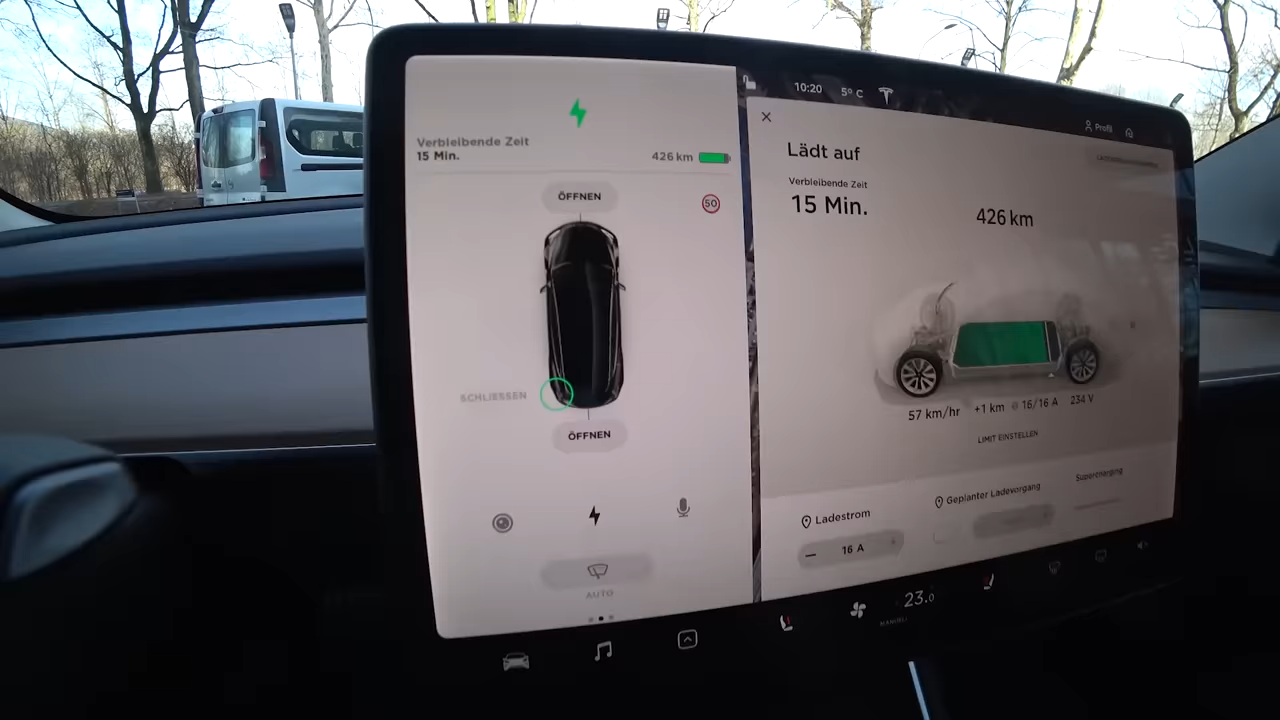 Verbleibende Zeit
15 Min.
426 km
ÖFFNEN
50
SCHLIESSEN
ÖFFNEN
AUTO
10:20
5° C
Profil
Lädt auf
Verbleibende Zeit
15 Min.
426 km
57 km/hr
+1 km
16/16 A
234 V
LIMIT EINSTELLEN
Ladestrom
Geplanter Ladevorgang
Supercharging
16 A
23.0
MANUELL